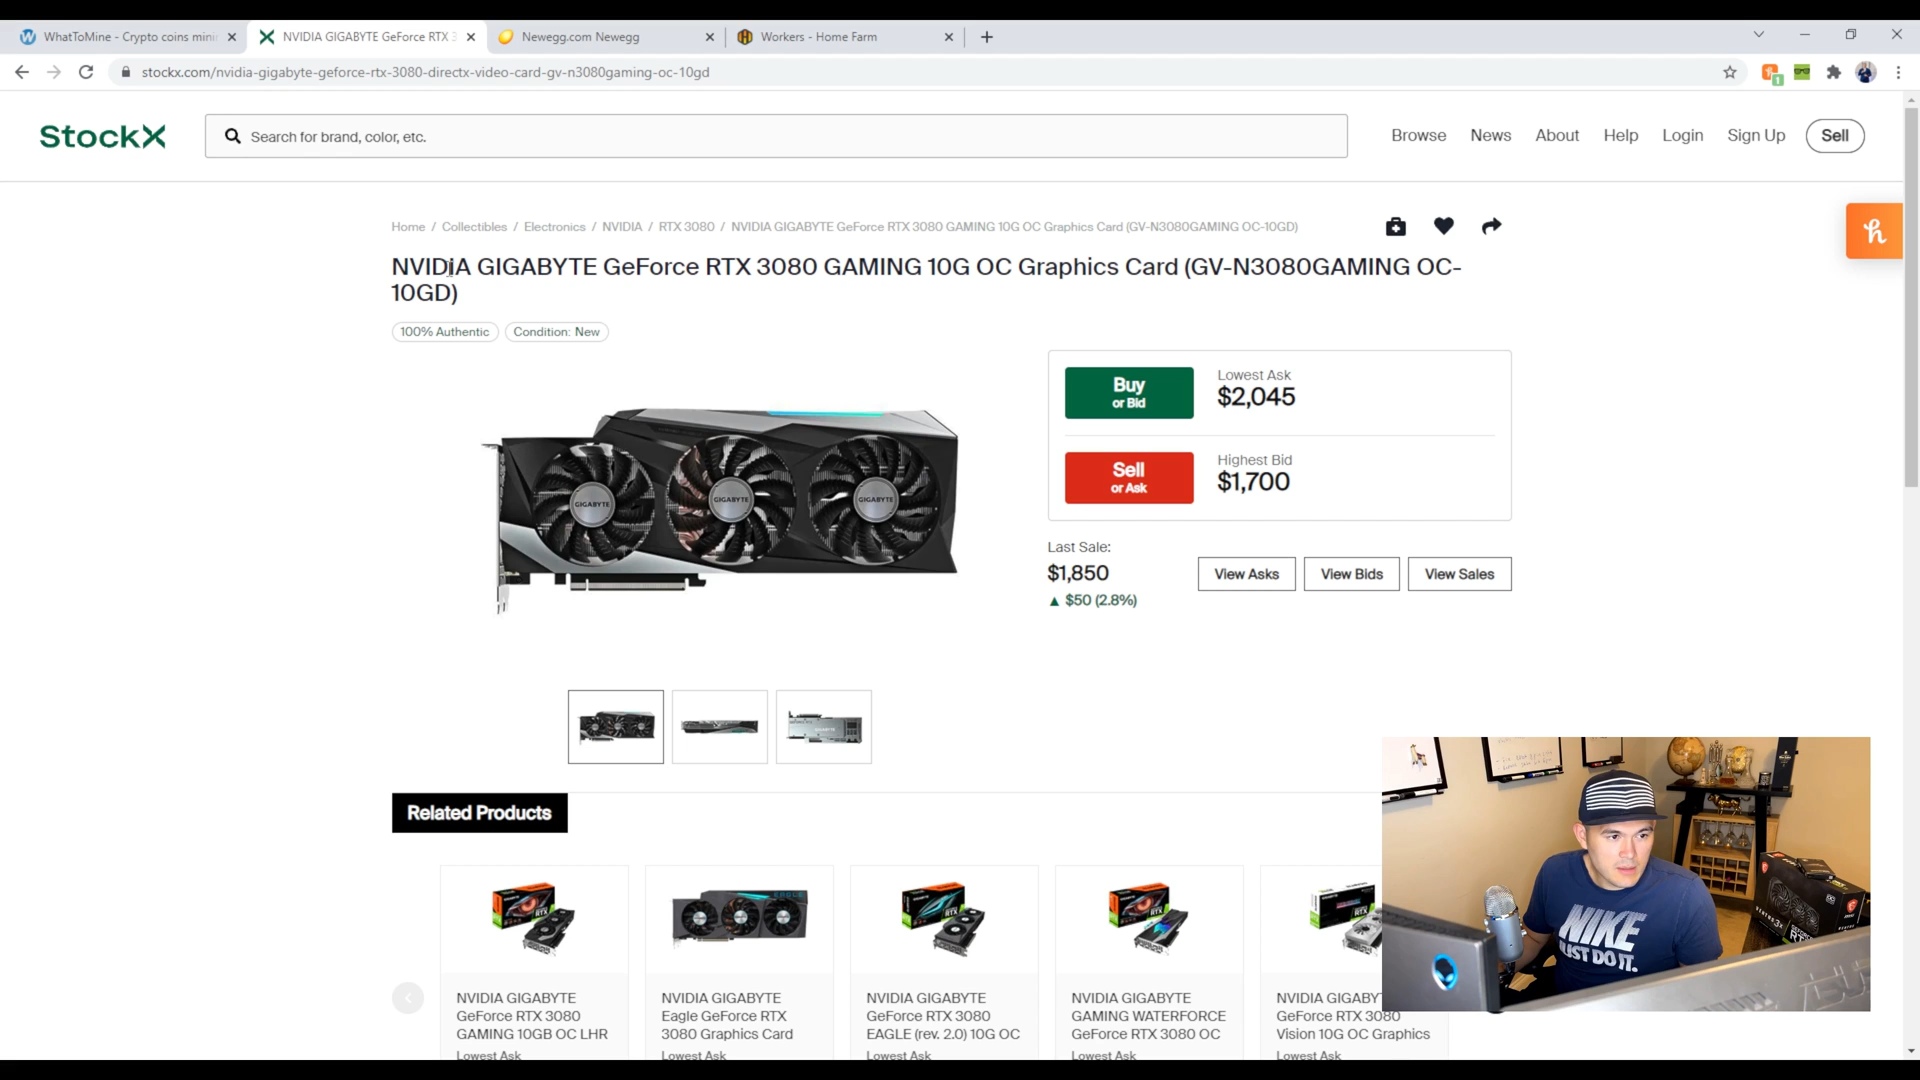 WhatToMine - Crypto coins mini
NVIDIA GIGABYTE GeForce RTX 3
Newegg.com Newegg
Workers - Home Farm
stockx.com/nvidia-gigabyte-geforce-rtx-3080-directx-video-card-gv-n3080gaming-oc-10gd
1
StockX
Search for brand, color, etc.
Browse
News
About
Help
Login
Sign Up
Sell
Home / Collectibles / Electronics / NVIDIA / RTX 3080 / NVIDIA GIGABYTE GeForce RTX 3080 GAMING 10G OC Graphics Card (GV-N3080GAMING OC-10GD)
NVIDIA GIGABYTE GeForce RTX 3080 GAMING 10G OC Graphics Card (GV-N3080GAMING OC-
10GD)
100% Authentic
Condition: New
Buy
or Bid
Lowest Ask
$2,045
Sell
or Ask
Highest Bid
$1,700
GIGABYTE
GIGABYTE
GIGABYTE
Last Sale:
$1,850
▲ $50 (2.8%)
View Asks
View Bids
View Sales
Related Products
NVIDIA GIGABYTE
GeForce RTX 3080
GAMING 10GB OC LHR
Lowest Ask
NVIDIA GIGABYTE
Eagle GeForce RTX
3080 Graphics Card
Lowest Ask
NVIDIA GIGABYTE
GeForce RTX 3080
EAGLE (rev. 2.0) 10G OC
Lowest Ask
NVIDIA GIGABYTE
GAMING WATERFORCE
GeForce RTX 3080 OC
Lowest Ask
NVIDIA GIGABY
GeForce RTX 3080
Vision 10G OC Graphics
Lowest Ask
NIKE
JUST DO IT.